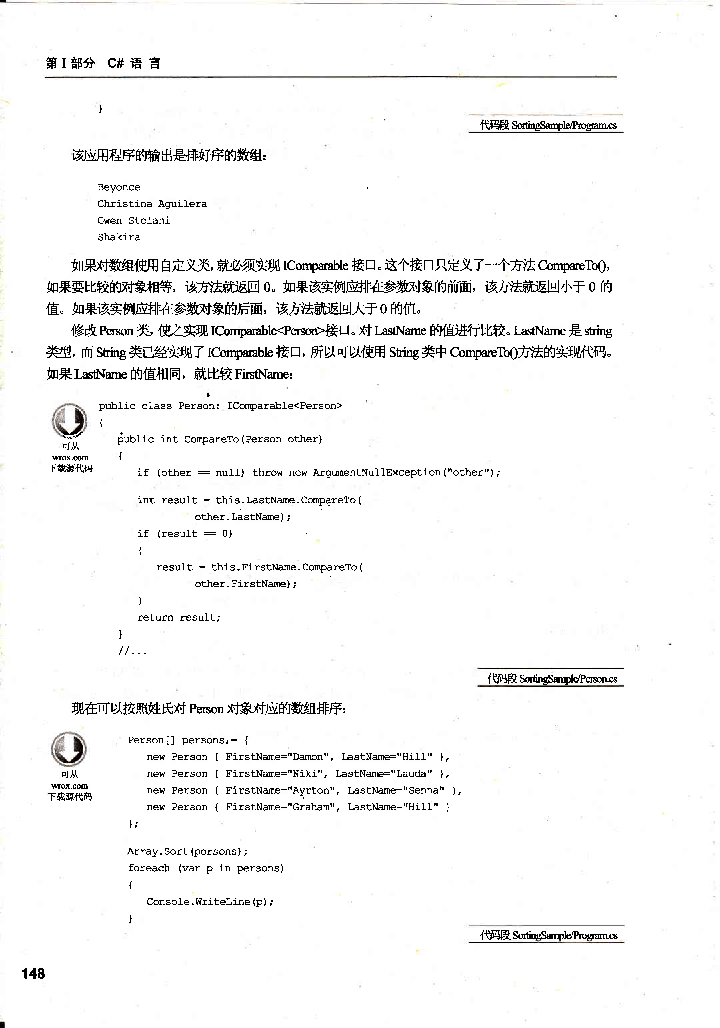 第 I 部分 C# 语 言
}
代码段 SortingSample/Program.cs
该应用程序的输出是排好序的数组：
Beyonce
Christina Aguilera
Gwen Stefani
Shakira
如果对数组使用自定义类，就必须实现 IComparable 接口。这个接口只定义了一个方法 CompareTo()，
如果要比较的对象相等，该方法就返回 0。如果该实例应排在参数对象的前面，该方法就返回小于 0 的
值。如果该实例应排在参数对象的后面，该方法就返回大于 0 的值。
修改 Person 类，使之实现 IComparable<Person>接口。对 LastName 的值进行比较。LastName 是 string
类型，而 String 类已经实现了 IComparable 接口，所以可以使用 String 类中 CompareTo()方法的实现代码。
如果 LastName 的值相同，就比较 FirstName：
可从
wrox.com
下载源代码
public class Person: IComparable<Person>
{
public int CompareTo(Person other)
{
if (other == null) throw new ArgumentNullException("other");
int result = this.LastName.CompareTo(
other.LastName);
if (result == 0)
{
result = this.FirstName.CompareTo(
other.FirstName);
}
return result;
}
//...
代码段 SortingSample/Person.cs
现在可以按照姓氏对 Person 对象对应的数组排序：
可从
wrox.com
下载源代码
Person[] persons = {
new Person { FirstName="Damon", LastName="Hill" },
new Person { FirstName="Niki", LastName="Lauda" },
new Person { FirstName="Ayrton", LastName="Senna" },
new Person { FirstName="Graham", LastName="Hill" }
};
Array.Sort(persons);
foreach (var p in persons)
{
Console.WriteLine(p);
}
代码段 SortingSample/Program.cs
148